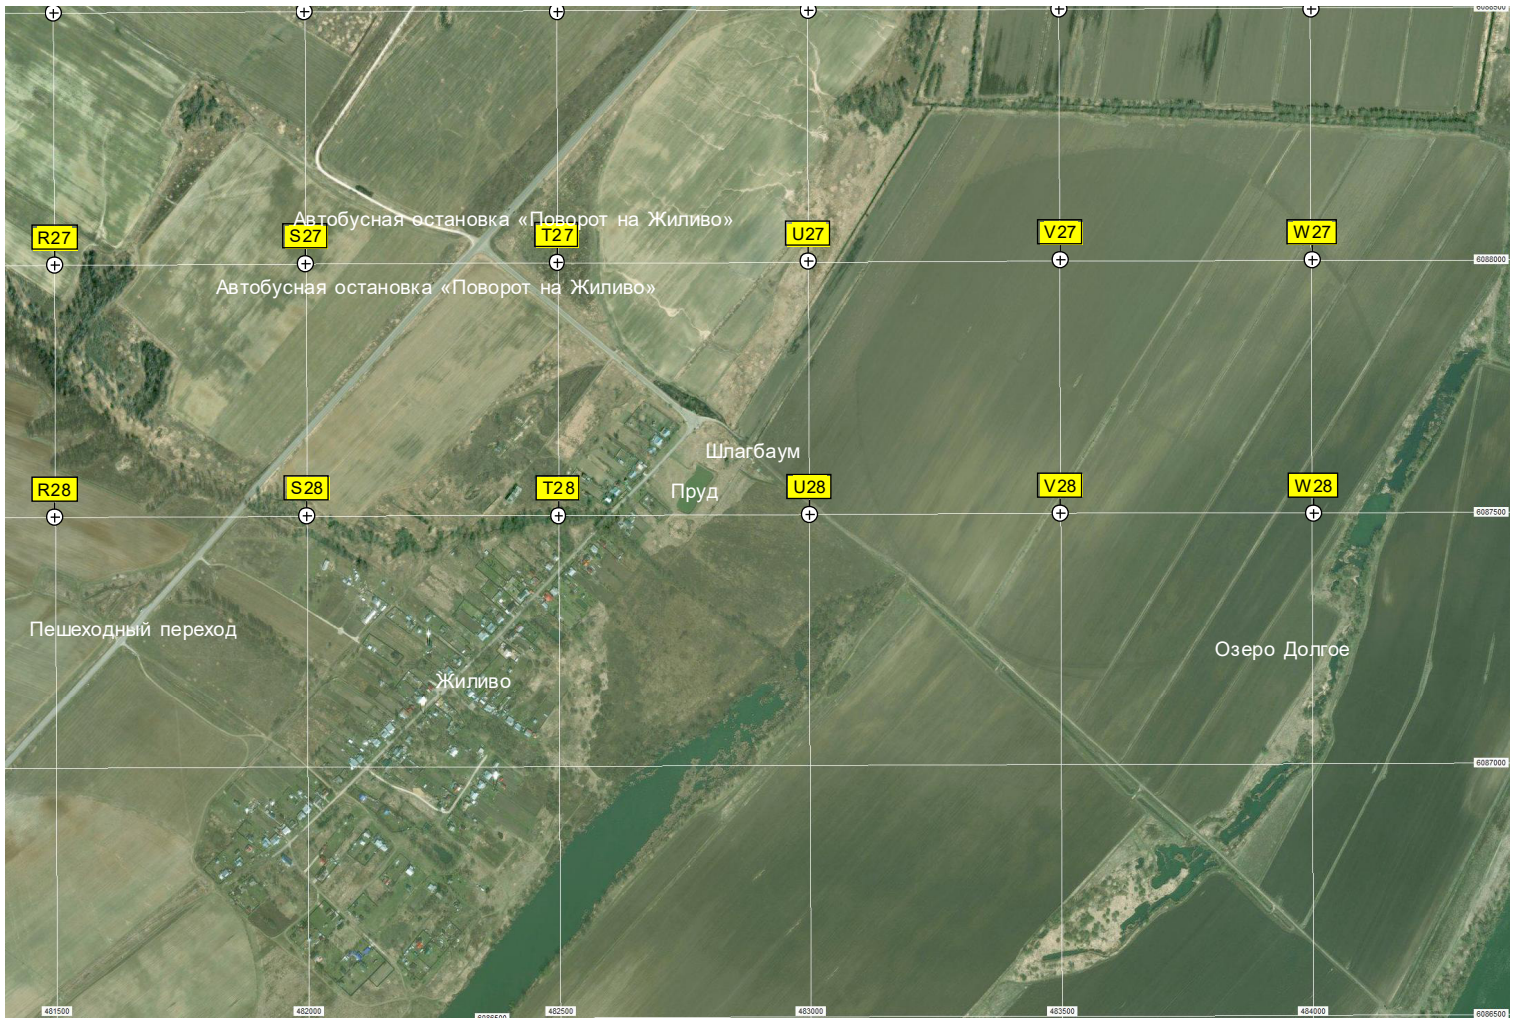 6088500
Автобусная остановка «Поворот на Жиливо»
R27
S27
T27
U27
V27
W27
6088000
Автобусная остановка «Поворот на Жиливо»
Шлагбаум
R28
S28
T28
Пруд
U28
V28
W28
6087500
Пешеходный переход
Озеро Долгое
Жиливо
6087000
481500
482000
6086500
482500
483000
483500
484000
6086500